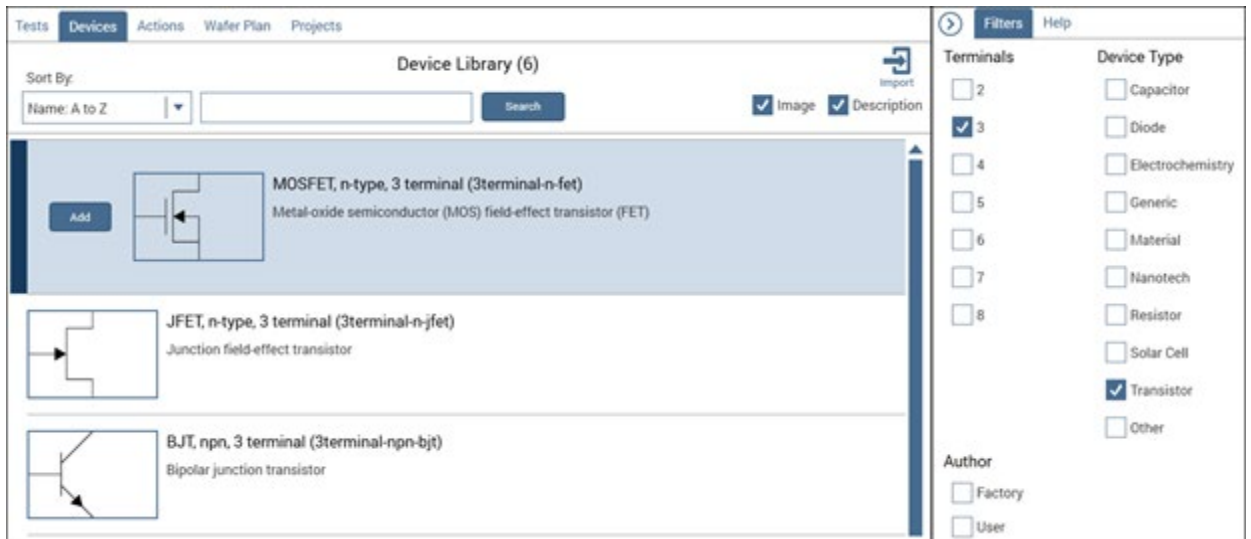 Tests Devices Actions Wafer Plan Projects
Device Library (6)
Import
Sort By:
Name: A to Z
Search
Image Description
Add
MOSFET, n-type, 3 terminal (3terminal-n-fet)
Metal-oxide semiconductor (MOS) field-effect transistor (FET)
JFET, n-type, 3 terminal (3terminal-n-jfet)
Junction field-effect transistor
BJT, npn, 3 terminal (3terminal-npn-bjt)
Bipolar junction transistor
Filters Help
Terminals
2
3
4
5
6
7
8
Device Type
Capacitor
Diode
Electrochemistry
Generic
Material
Nanotech
Resistor
Solar Cell
Transistor
Other
Author
Factory
User